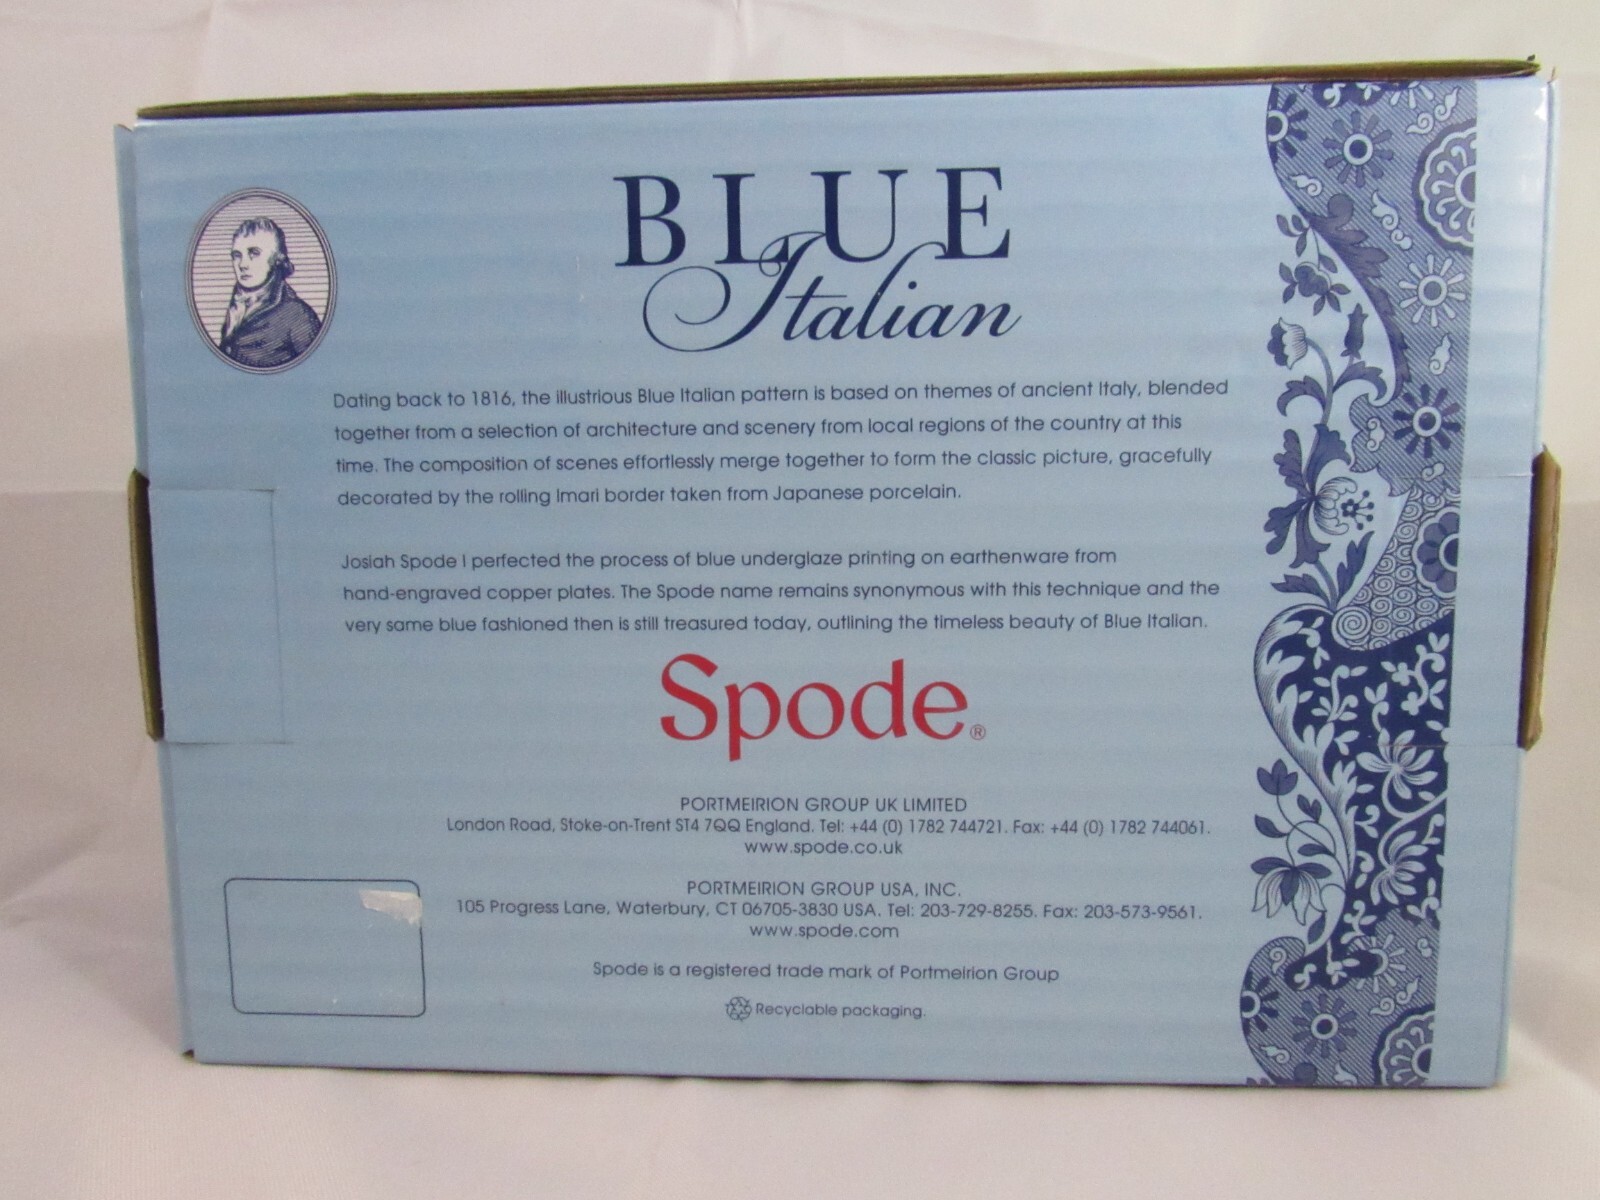 BLUE
Italian
Dating back to 1816, the illustrious Blue Italian pattern is based on themes of ancient Italy, blended
together from a selection of architecture and scenery from local regions of the country at this
time. The composition of scenes effortlessly merge together to form the classic picture, gracefully
decorated by the rolling Imari border taken from Japanese porcelain.
Josiah Spode I perfected the process of blue underglaze printing on earthenware from
hand-engraved copper plates. The Spode name remains synonymous with this technique and the
very same blue fashioned then is still treasured today, outlining the timeless beauty of Blue Italian.
Spode®
PORTMEIRION GROUP UK LIMITED
London Road, Stoke-on-Trent ST4 7QQ England. Tel: +44 (0) 1782 744721. Fax: +44 (0) 1782 744061.
www.spode.co.uk
PORTMEIRION GROUP USA, INC.
105 Progress Lane, Waterbury, CT 06705-3830 USA. Tel: 203-729-8255. Fax: 203-573-9561.
www.spode.com
Spode is a registered trade mark of Portmeirion Group
Recyclable packaging.